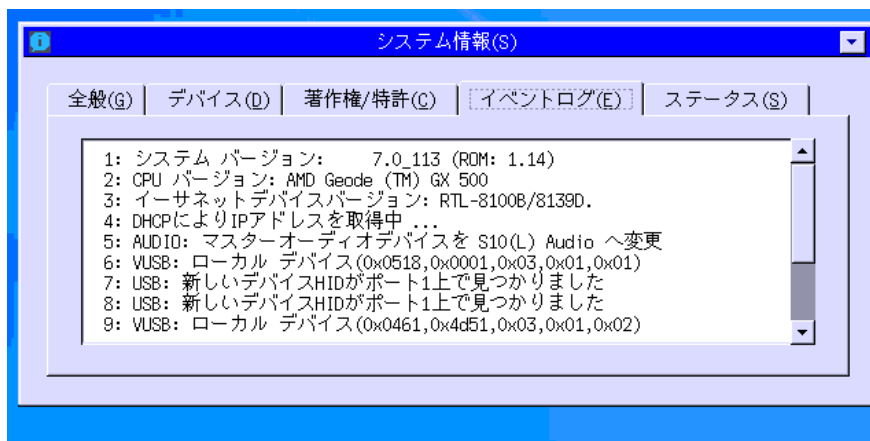 システム情報(S)
全般(G) デバイス(D) 著作権/特許(C) イベントログ(E) ステータス(S)
1: システム バージョン: 7.0_113 (ROM: 1.14)
2: CPU バージョン: AMD Geode (TM) GX 500
3: イーサネットデバイスバージョン: RTL-8100B/8139D.
4: DHCPによりIPアドレスを取得中 ...
5: AUDIO: マスターオーディオデバイスを S10(L) Audio へ変更
6: VUSB: ローカル デバイス(0x0518,0x0001,0x03,0x01,0x01)
7: USB: 新しいデバイスHIDがポート1上で見つかりました
8: USB: 新しいデバイスHIDがポート1上で見つかりました
9: VUSB: ローカル デバイス(0x0461,0x4d51,0x03,0x01,0x02)